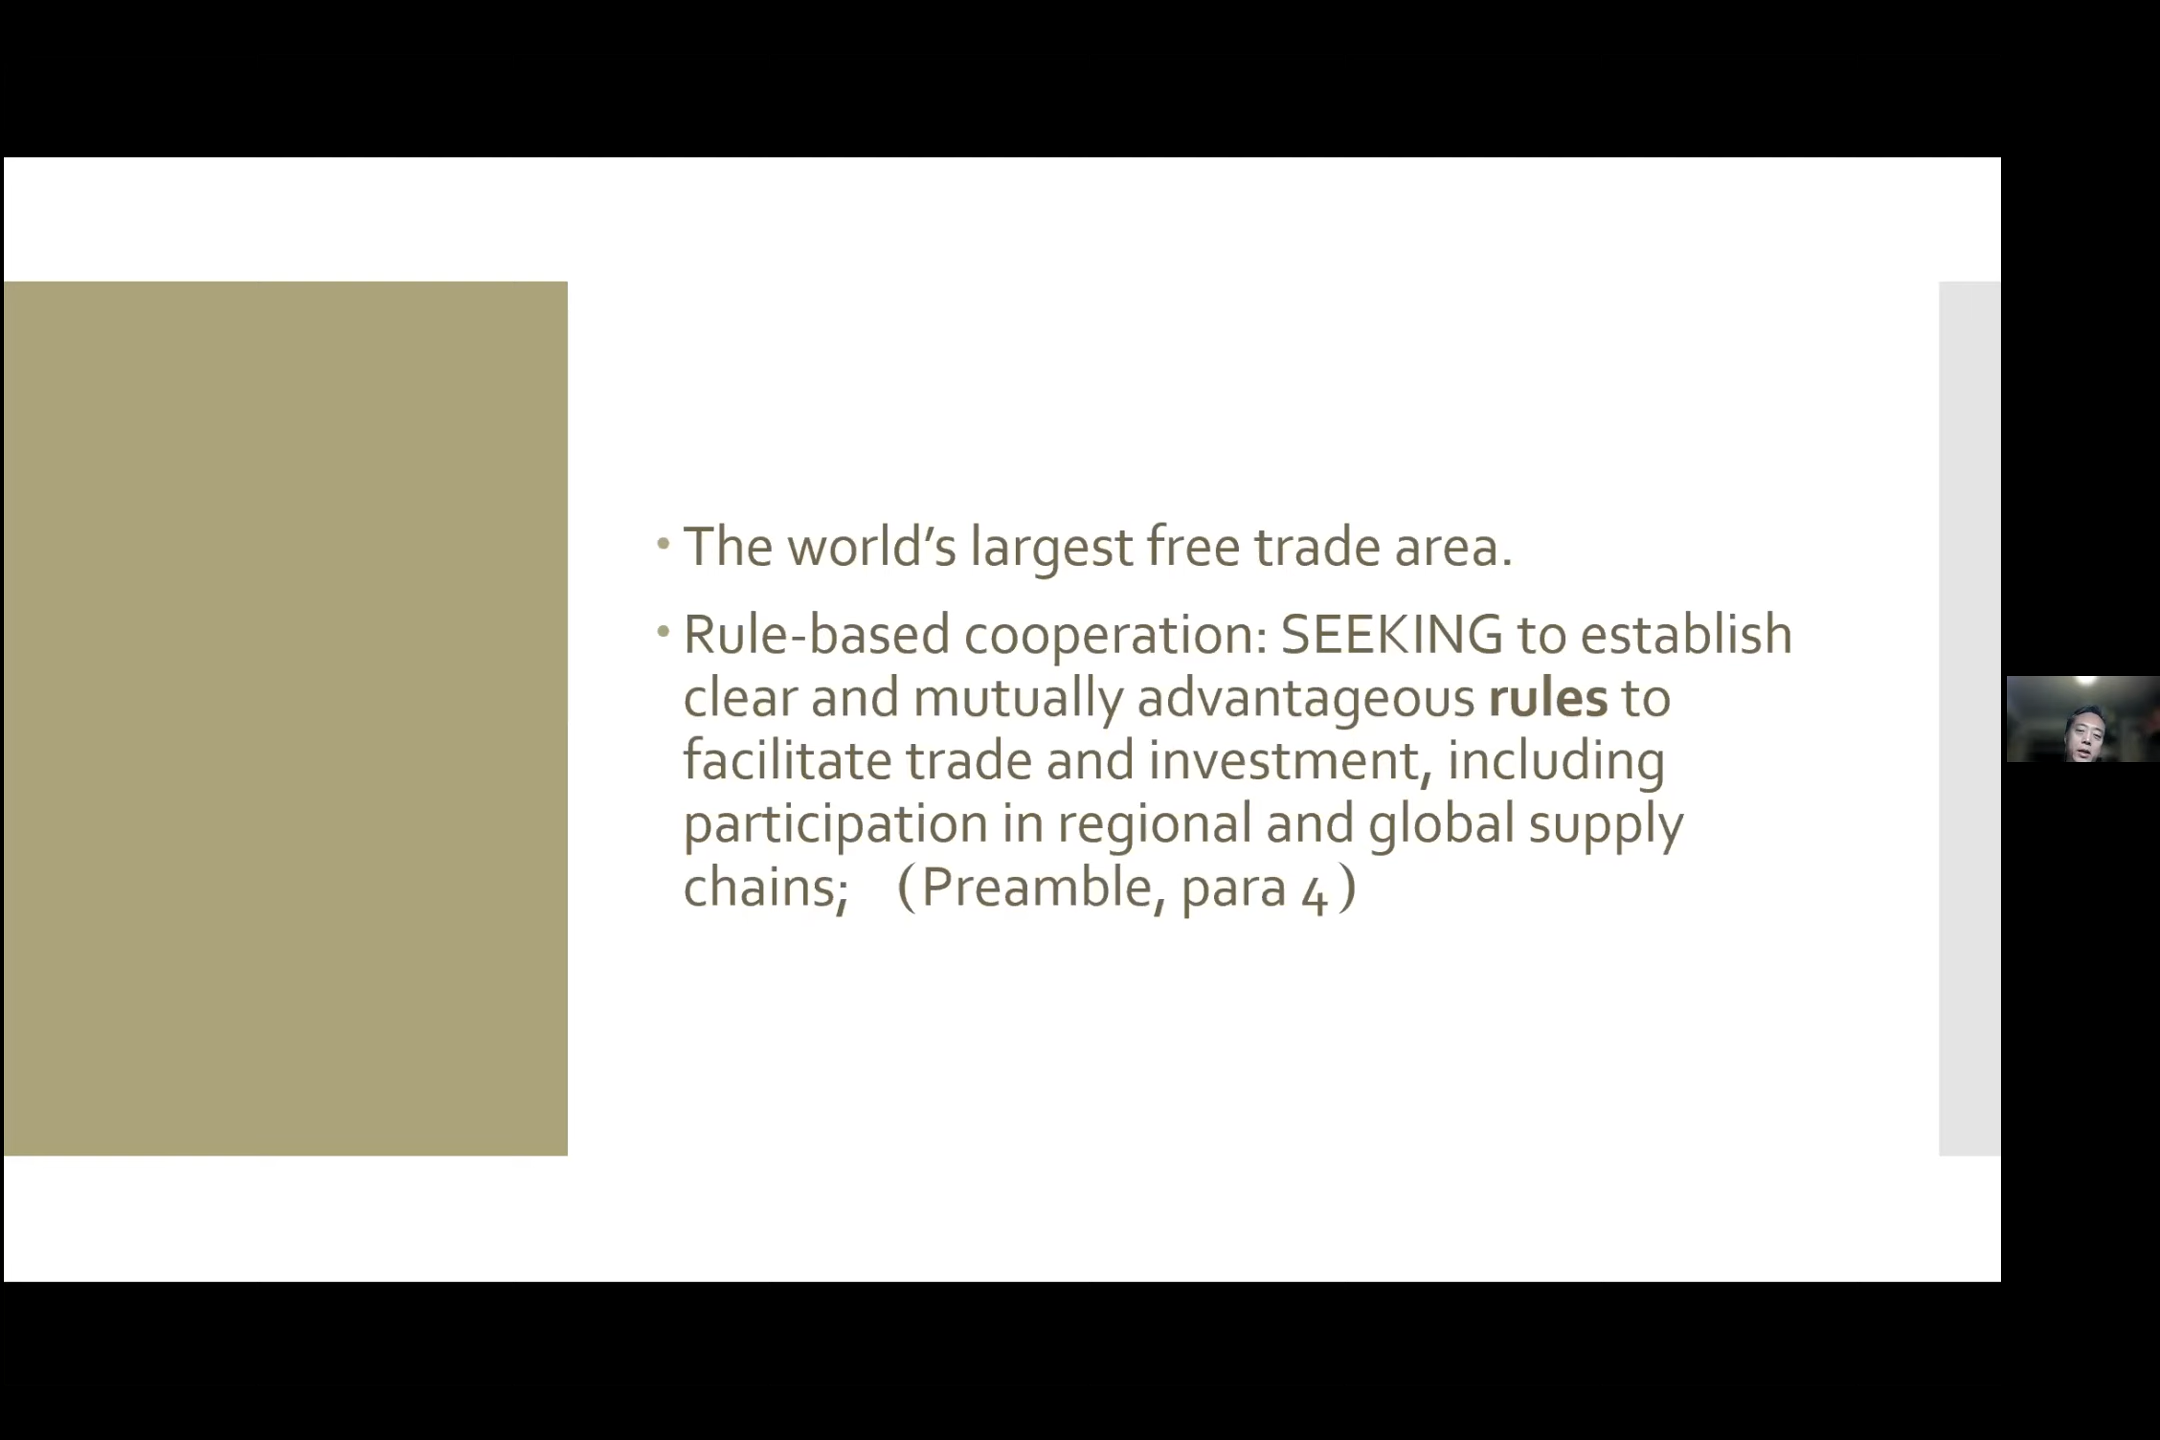 • The world’s largest free trade area.
• Rule-based cooperation: SEEKING to establish
clear and mutually advantageous rules to
facilitate trade and investment, including
participation in regional and global supply
chains; (Preamble, para 4)